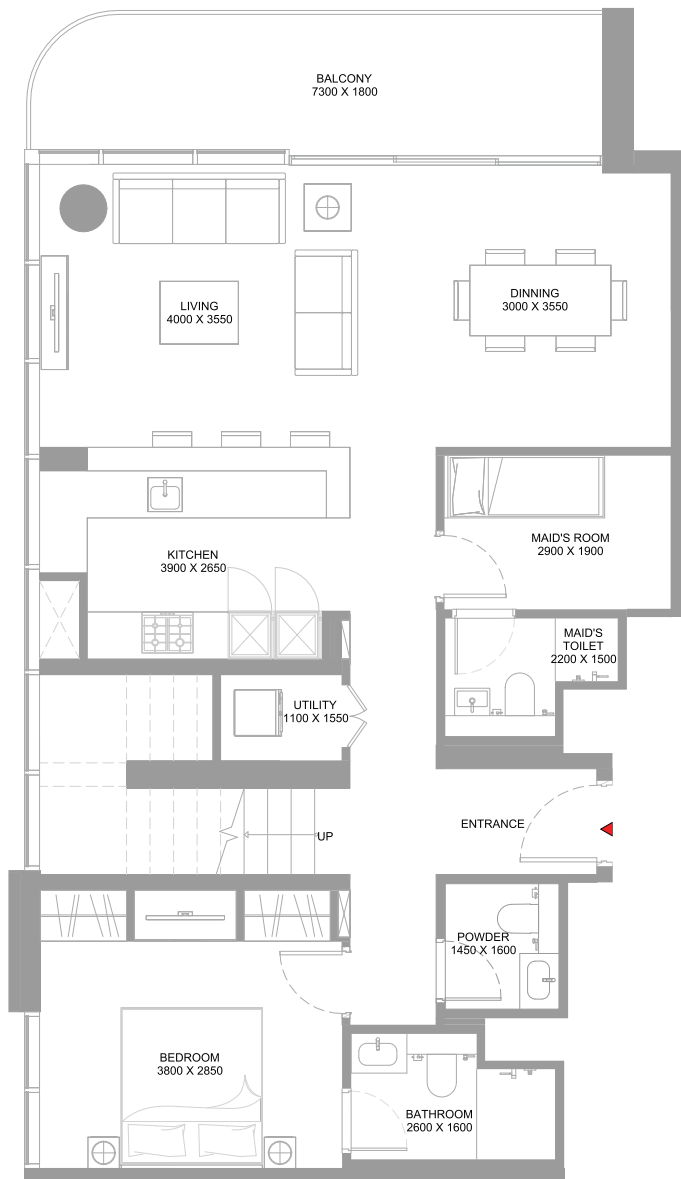 BALCONY
7300 X 1800
LIVING
4000 X 3550
DINNING
3000 X 3550
KITCHEN
3900 X 2650
MAID'S ROOM
2900 X 1900
MAID'S
TOILET
2200 X 1500
UTILITY
1100 X 1550
ENTRANCE
UP
POWDER
1450 X 1600
BEDROOM
3800 X 2850
BATHROOM
2600 X 1600